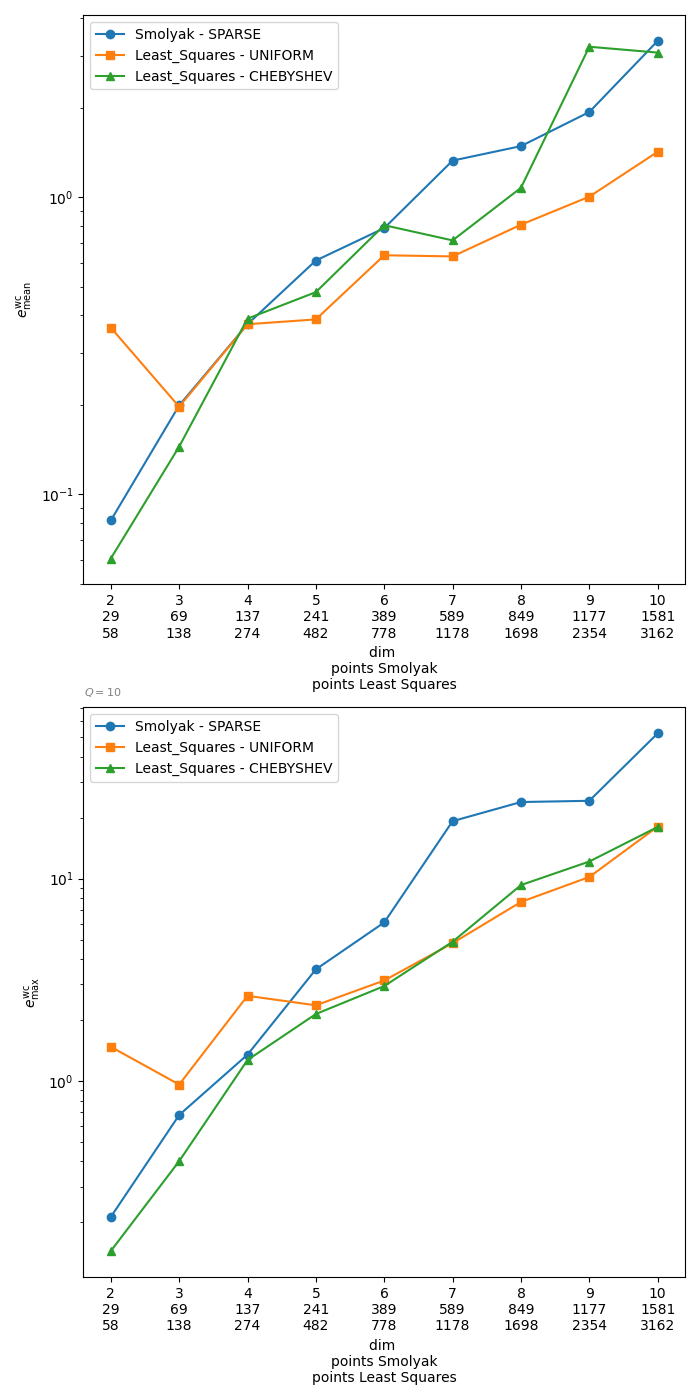 Smolyak - SPARSE
Least_Squares - UNIFORM
Least_Squares - CHEBYSHEV
10⁰
10⁻¹
e^wc_mean
2 3 4 5 6 7 8 9 10
29 69 137 241 389 589 849 1177 1581
58 138 274 482 778 1178 1698 2354 3162
dim
points Smolyak
points Least Squares
Q = 10
Smolyak - SPARSE
Least_Squares - UNIFORM
Least_Squares - CHEBYSHEV
10¹
10⁰
e^wc_max
2 3 4 5 6 7 8 9 10
29 69 137 241 389 589 849 1177 1581
58 138 274 482 778 1178 1698 2354 3162
dim
points Smolyak
points Least Squares